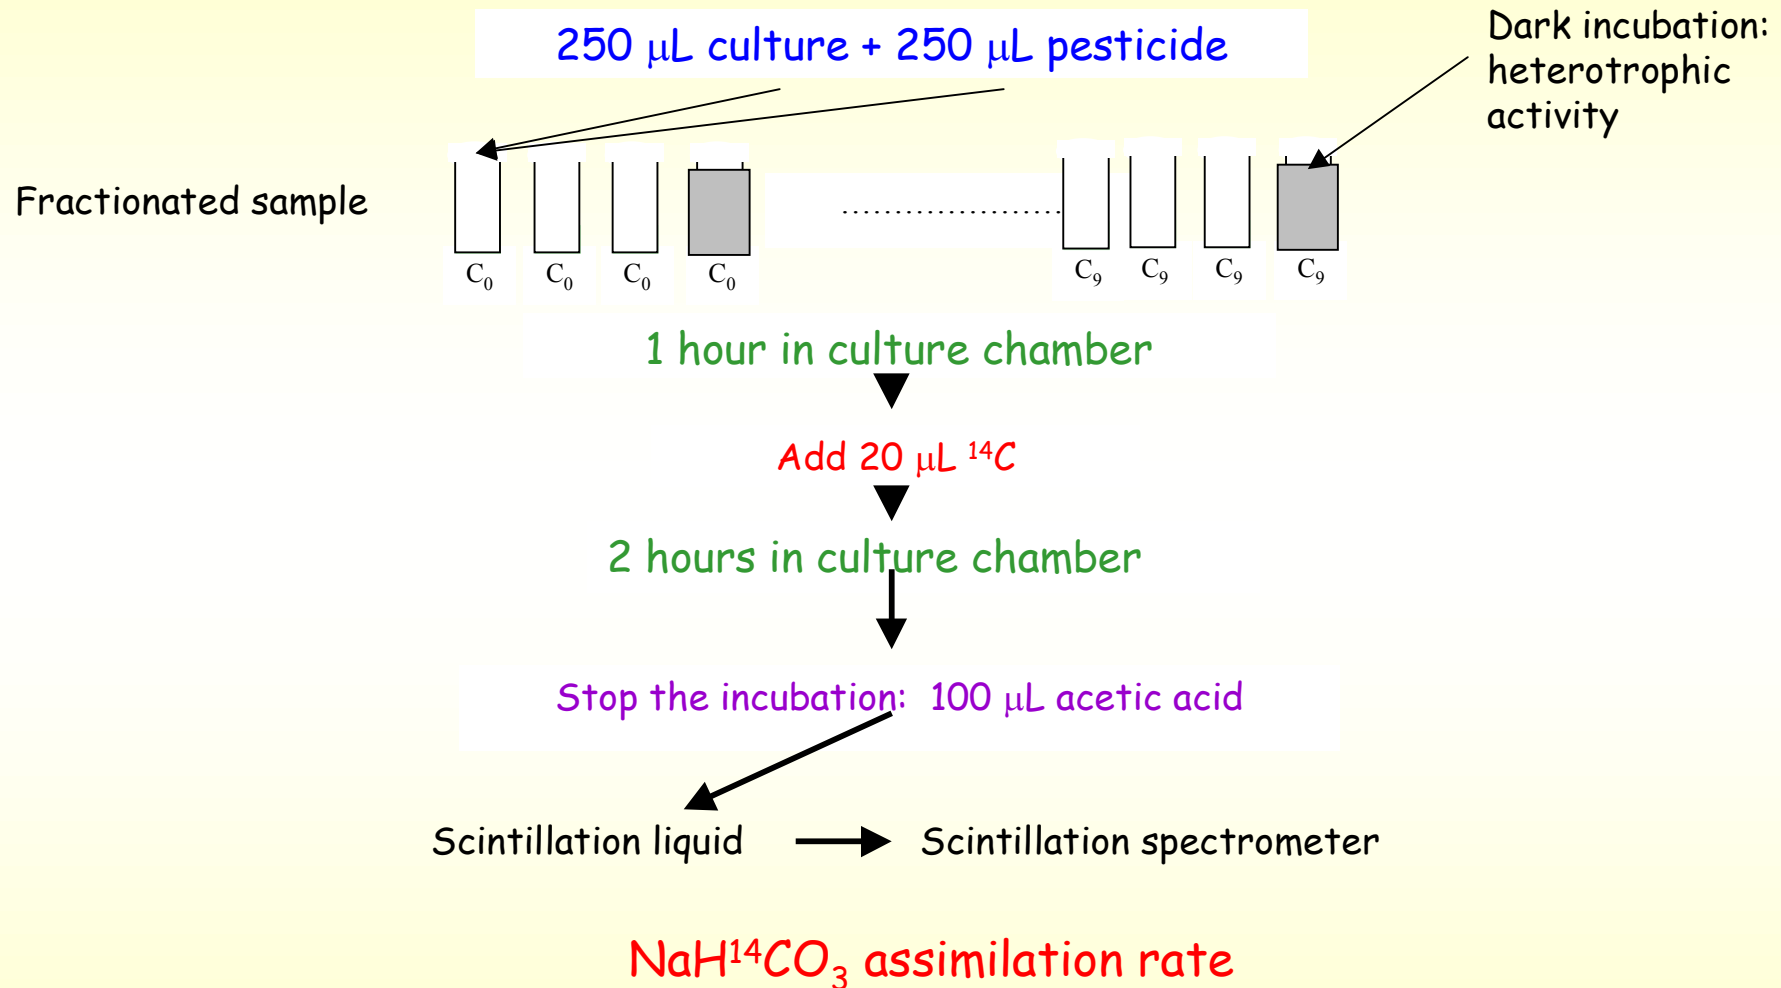 250 μL culture + 250 μL pesticide
Dark incubation:
heterotrophic
activity
Fractionated sample
C₀ C₀ C₀ C₀ ........................ C₉ C₉ C₉ C₉
1 hour in culture chamber
Add 20 μL ¹⁴C
2 hours in culture chamber
Stop the incubation: 100 μL acetic acid
Scintillation liquid Scintillation spectrometer
NaH¹⁴CO₃ assimilation rate